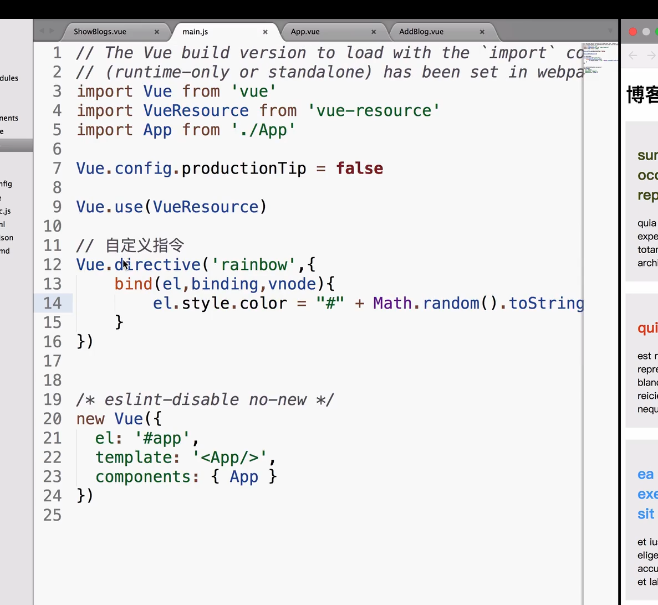 ShowBlogs.vue × main.js × App.vue × AddBlog.vue ×
1 // The Vue build version to load with the `import` co
2 // (runtime-only or standalone) has been set in webpa
3 import Vue from 'vue'
4 import VueResource from 'vue-resource'
5 import App from './App'
6
7 Vue.config.productionTip = false
8
9 Vue.use(VueResource)
10
11 // 自定义指令
12 Vue.directive('rainbow',{
13 bind(el,binding,vnode){
14 el.style.color = "#" + Math.random().toString
15 }
16 })
17
18
19 /* eslint-disable no-new */
20 new Vue({
21 el: '#app',
22 template: '<App/>',
23 components: { App }
24 })
25
dules
nents
e
nfig
e
c.js
nl
son
md
博客
sun
occ
rep
quia
expe
totar
archi
qui
est r
repre
blanc
reicie
nequ
ea
exe
sit
et iu
elige
accu
et la